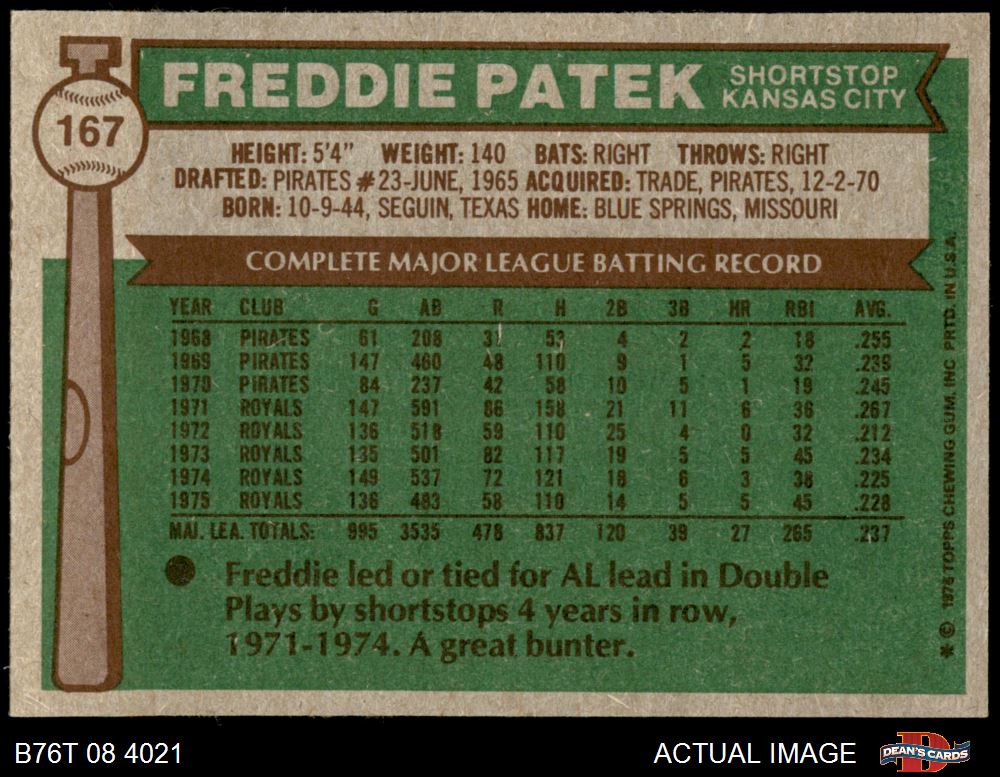 FREDDIE PATEK
SHORTSTOP
KANSAS CITY
167
HEIGHT: 5'4" WEIGHT: 140 BATS: RIGHT THROWS: RIGHT
DRAFTED: PIRATES #23-JUNE, 1965 ACQUIRED: TRADE, PIRATES, 12-2-70
BORN: 10-9-44, SEGUIN, TEXAS HOME: BLUE SPRINGS, MISSOURI
COMPLETE MAJOR LEAGUE BATTING RECORD
YEAR CLUB G AB R H 2B 3B HR RBI AVG.
1968 PIRATES 61 208 31 53 4 2 2 18 .255
1969 PIRATES 147 460 48 110 9 1 5 32 .239
1970 PIRATES 84 237 42 58 10 5 1 19 .245
1971 ROYALS 147 591 86 158 21 11 6 36 .267
1972 ROYALS 136 518 59 110 25 4 0 32 .212
1973 ROYALS 135 501 82 117 19 5 5 45 .234
1974 ROYALS 149 537 72 121 18 6 3 38 .225
1975 ROYALS 136 483 58 110 14 5 5 45 .228
MAJ. LEA. TOTALS: 995 3535 478 837 120 39 27 265 .237
● Freddie led or tied for AL lead in Double
Plays by shortstops 4 years in row,
1971-1974. A great bunter.
* © 1976 TOPPS CHEWING GUM, INC PRTD. IN U.S.A.
B76T 08 4021
ACTUAL IMAGE
DEAN'S CARDS